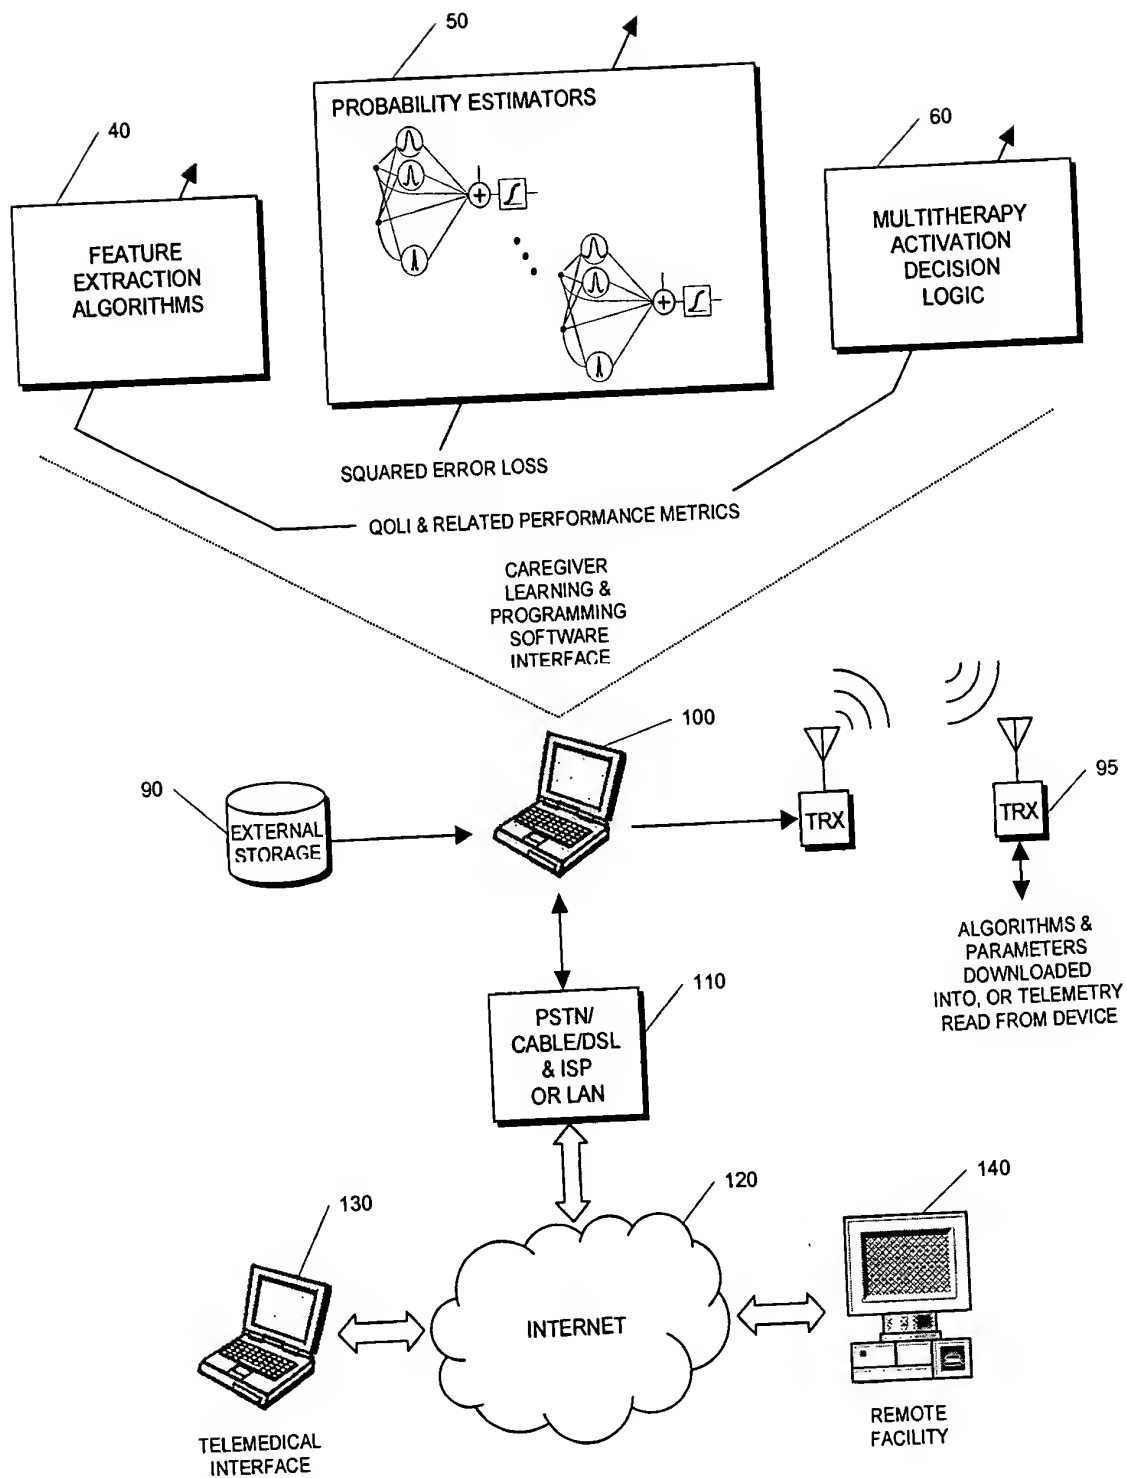 50
PROBABILITY ESTIMATORS
40
60
FEATURE
EXTRACTION
ALGORITHMS
+
+
MULTITHERAPY
ACTIVATION
DECISION
LOGIC
SQUARED ERROR LOSS
QOLI & RELATED PERFORMANCE METRICS
CAREGIVER
LEARNING &
PROGRAMMING
SOFTWARE
INTERFACE
100
90
EXTERNAL
STORAGE
TRX
TRX
95
ALGORITHMS &
PARAMETERS
DOWNLOADED
INTO, OR TELEMETRY
READ FROM DEVICE
110
PSTN/
CABLE/DSL
& ISP
OR LAN
120
130
140
INTERNET
TELEMEDICAL
INTERFACE
REMOTE
FACILITY